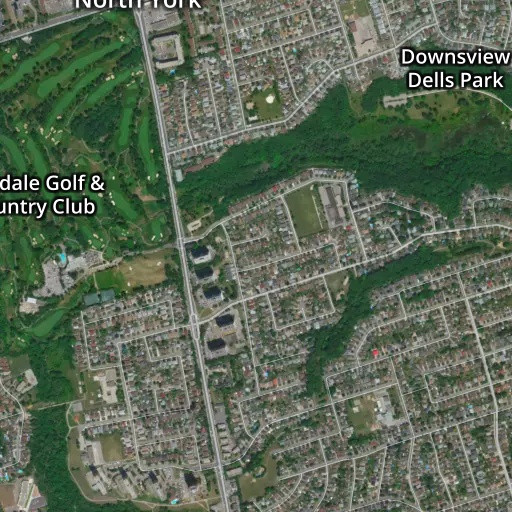 North York
Downsview
Dells Park
dale Golf &
untry Club